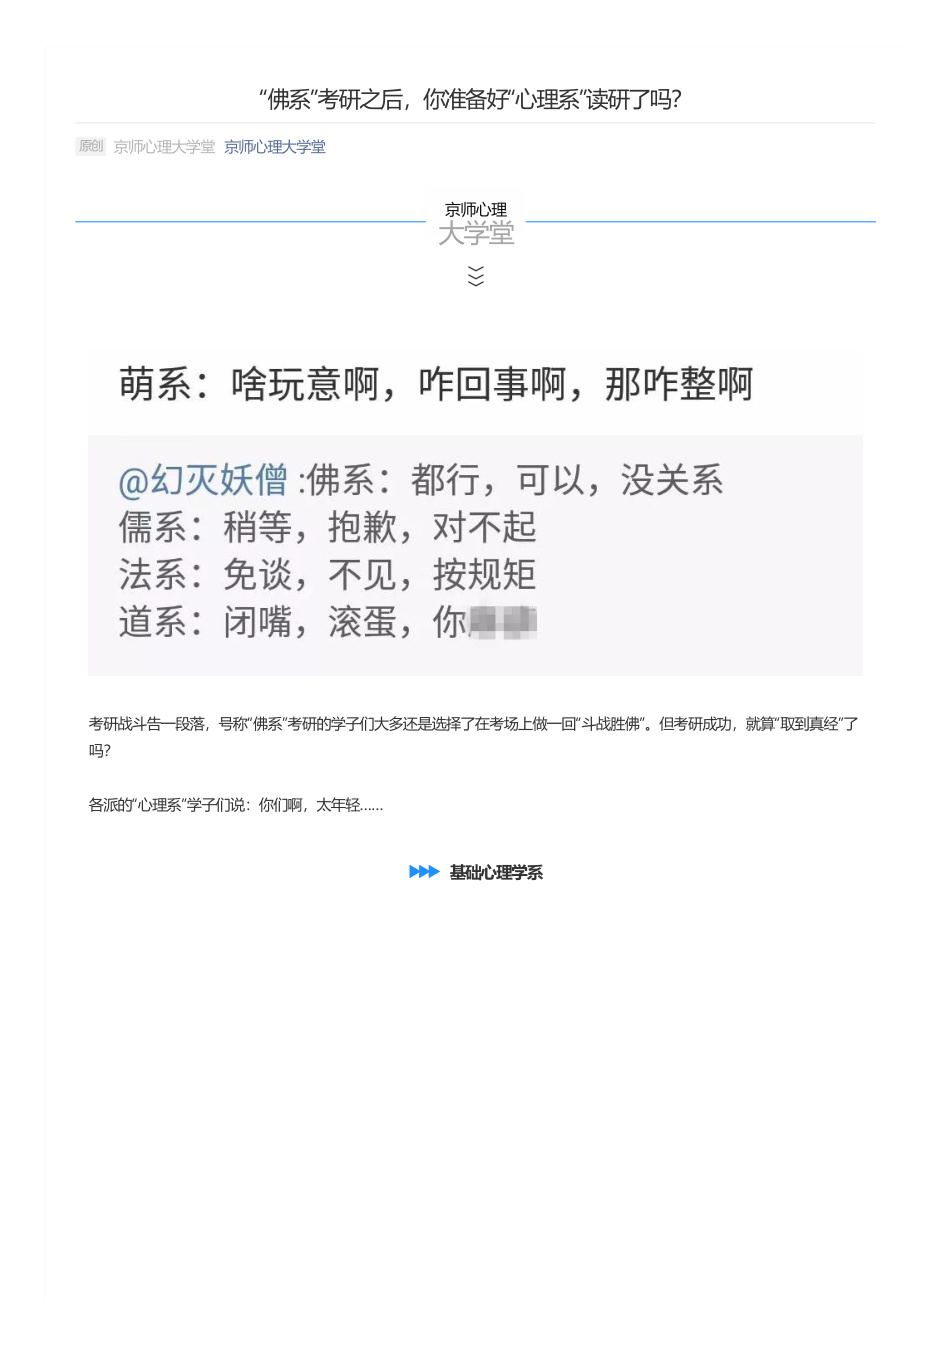 “佛系”考研之后，你准备好“心理系”读研了吗？
原创 京师心理大学堂 京师心理大学堂
京师心理
大学堂
萌系：啥玩意啊，咋回事啊，那咋整啊
@幻灭妖僧 :佛系：都行，可以，没关系
儒系：稍等，抱歉，对不起
法系：免谈，不见，按规矩
道系：闭嘴，滚蛋，你
考研战斗告一段落，号称“佛系”考研的学子们大多还是选择了在考场上做一回“斗战胜佛”。但考研成功，就算“取到真经”了
吗？
各派的“心理系”学子们说：你们啊，太年轻……
基础心理学系